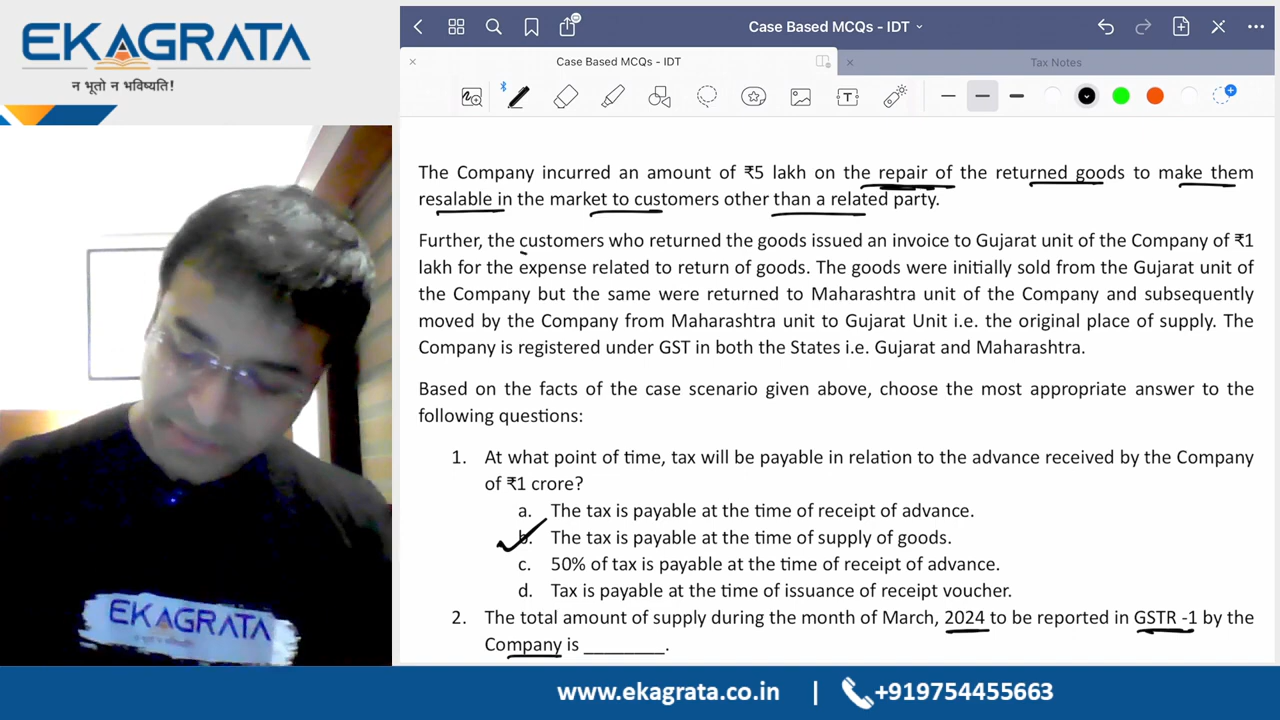 EKAGRATA
न भूतो न भविष्यति!
Case Based MCQs - IDT
Case Based MCQs - IDT
Tax Notes
The Company incurred an amount of ₹5 lakh on the repair of the returned goods to make them
resalable in the market to customers other than a related party.
Further, the customers who returned the goods issued an invoice to Gujarat unit of the Company of ₹1
lakh for the expense related to return of goods. The goods were initially sold from the Gujarat unit of
the Company but the same were returned to Maharashtra unit of the Company and subsequently
moved by the Company from Maharashtra unit to Gujarat Unit i.e. the original place of supply. The
Company is registered under GST in both the States i.e. Gujarat and Maharashtra.
Based on the facts of the case scenario given above, choose the most appropriate answer to the
following questions:
1. At what point of time, tax will be payable in relation to the advance received by the Company
of ₹1 crore?
a. The tax is payable at the time of receipt of advance.
b. The tax is payable at the time of supply of goods.
c. 50% of tax is payable at the time of receipt of advance.
d. Tax is payable at the time of issuance of receipt voucher.
2. The total amount of supply during the month of March, 2024 to be reported in GSTR -1 by the
Company is ________.
EKAGRATA
www.ekagrata.co.in | +919754455663